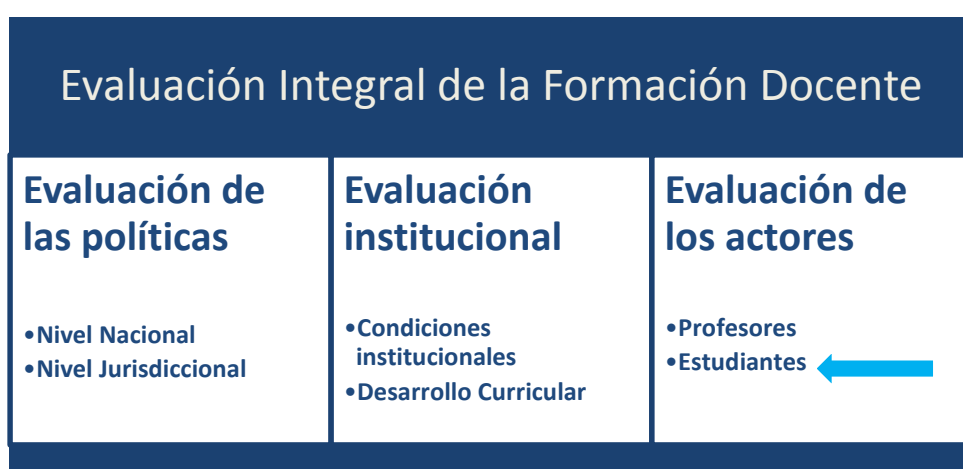 Evaluación Integral de la Formación Docente
Evaluación de
las políticas
•Nivel Nacional
•Nivel Jurisdiccional
Evaluación
institucional
•Condiciones
institucionales
•Desarrollo Curricular
Evaluación de
los actores
•Profesores
•Estudiantes